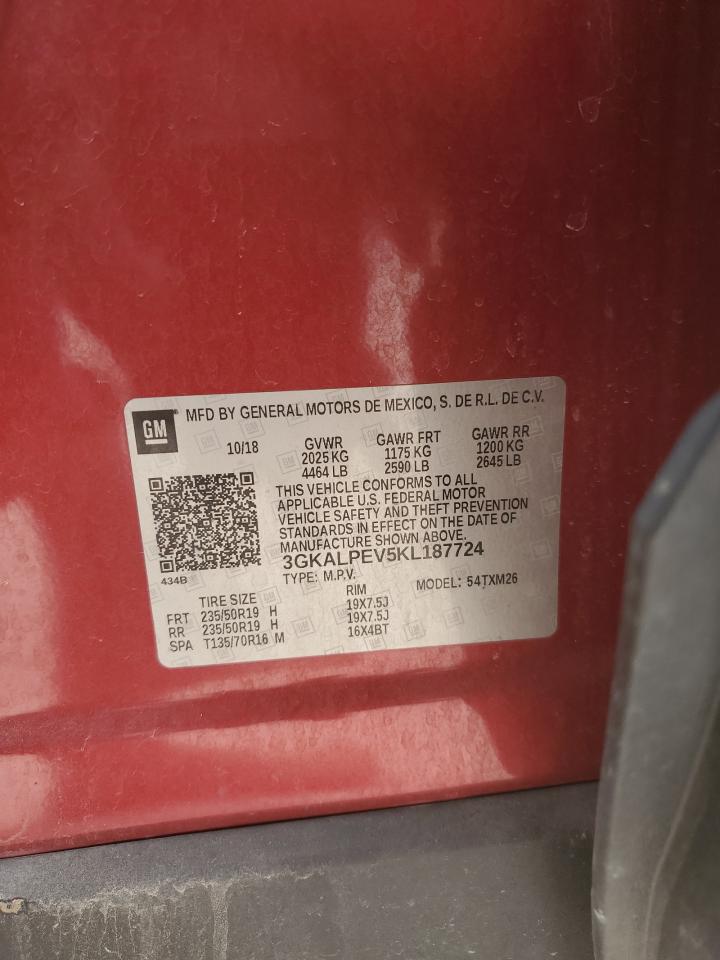 GM
MFD BY GENERAL MOTORS DE MEXICO, S. DE R.L. DE C.V.
10/18 GVWR GAWR FRT GAWR RR
2025 KG 1175 KG 1200 KG
4464 LB 2590 LB 2645 LB
THIS VEHICLE CONFORMS TO ALL
APPLICABLE U.S. FEDERAL MOTOR
VEHICLE SAFETY AND THEFT PREVENTION
STANDARDS IN EFFECT ON THE DATE OF
MANUFACTURE SHOWN ABOVE.
434B
3GKALPEV5KL187724
TYPE: M.P.V. MODEL: 54TXM26
TIRE SIZE RIM
FRT 235/50R19 H 19X7.5J
RR 235/50R19 H 19X7.5J
SPA T135/70R16 M 16X4BT